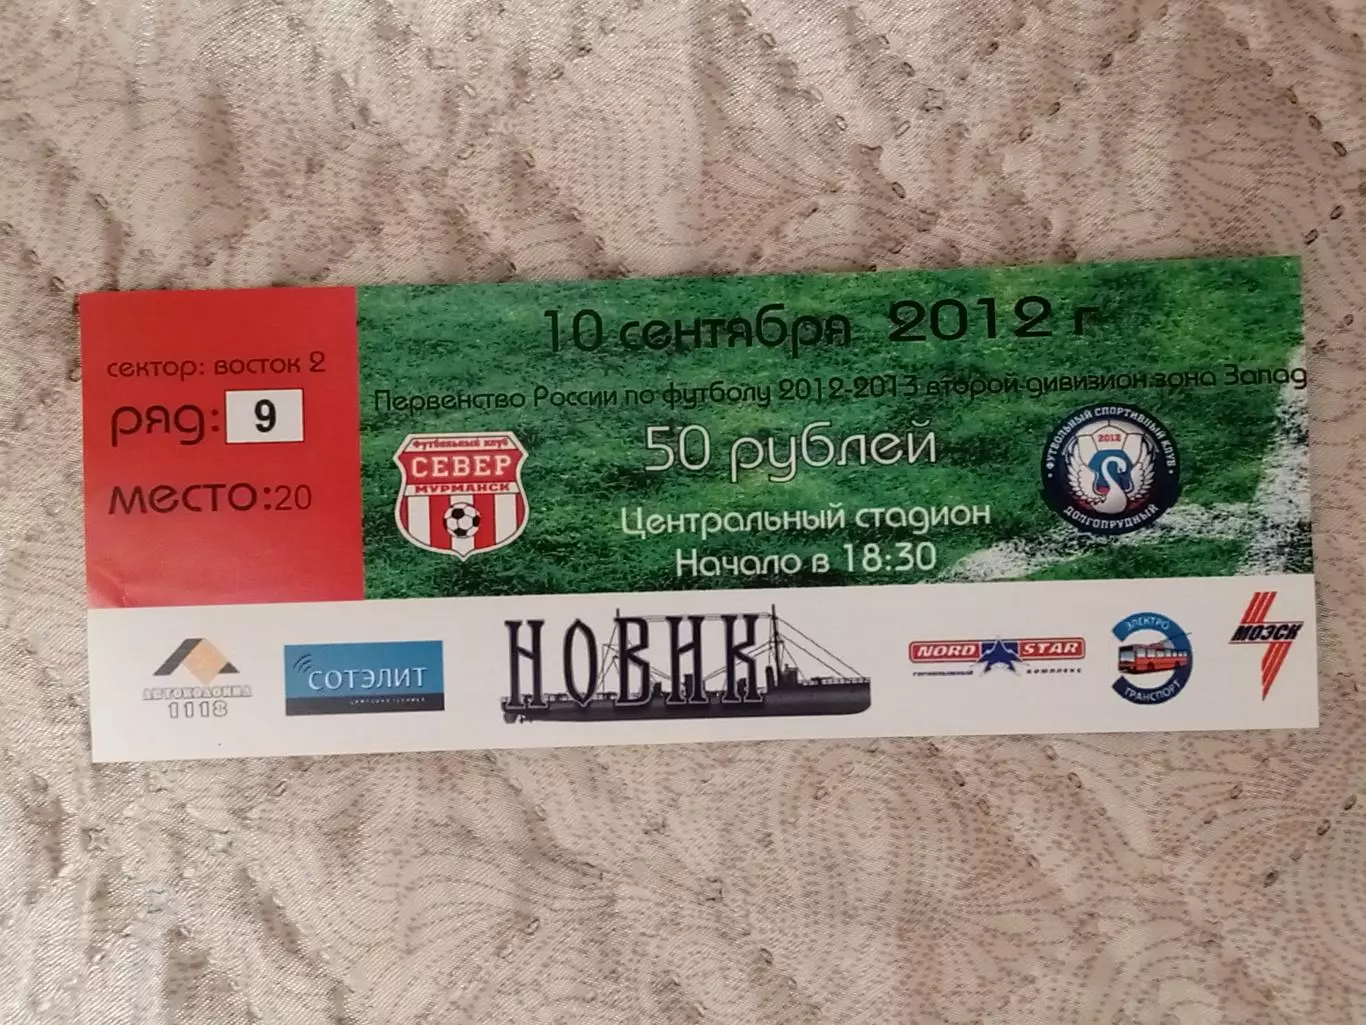 10 сентября 2012 г
Первенство России по футболу 2012-2013 второй дивизион зона Запад
сектор: восток 2
ряд: 9
место:20
50 рублей
Центральный стадион
Начало в 18:30
Футбольный клуб
СЕВЕР
МУРМАНСК
ФУТБОЛЬНЫЙ СПОРТИВНЫЙ КЛУБ
2012
ДОЛГОПРУДНЫЙ
АВТОКОЛОННА
1118
СОТЭЛИТ
НОВИК
NORD STAR
КОМПЛЕКС
ЭЛЕКТРО
ТРАНСПОРТ
МОЭСК